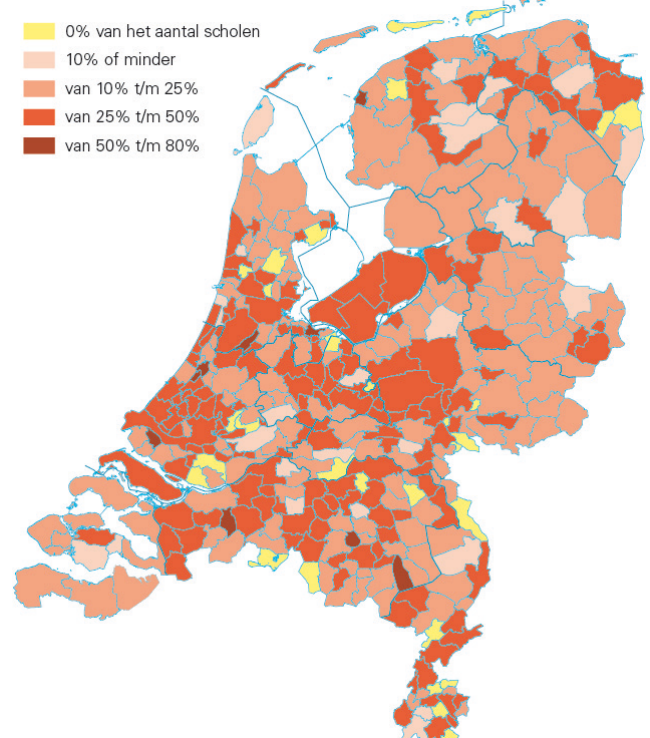 0% van het aantal scholen
10% of minder
van 10% t/m 25%
van 25% t/m 50%
van 50% t/m 80%